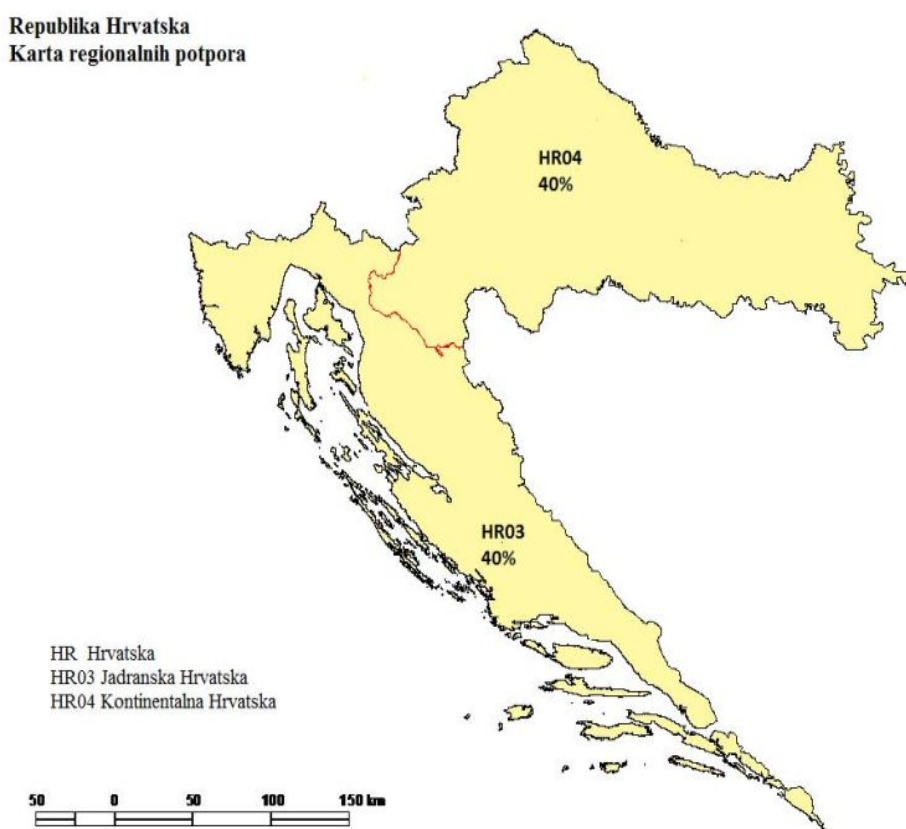 Republika Hrvatska
Karta regionalnih potpora
HR04
40%
HR03
40%
HR Hrvatska
HR03 Jadranska Hrvatska
HR04 Kontinentalna Hrvatska
50 0 50 100 150 km